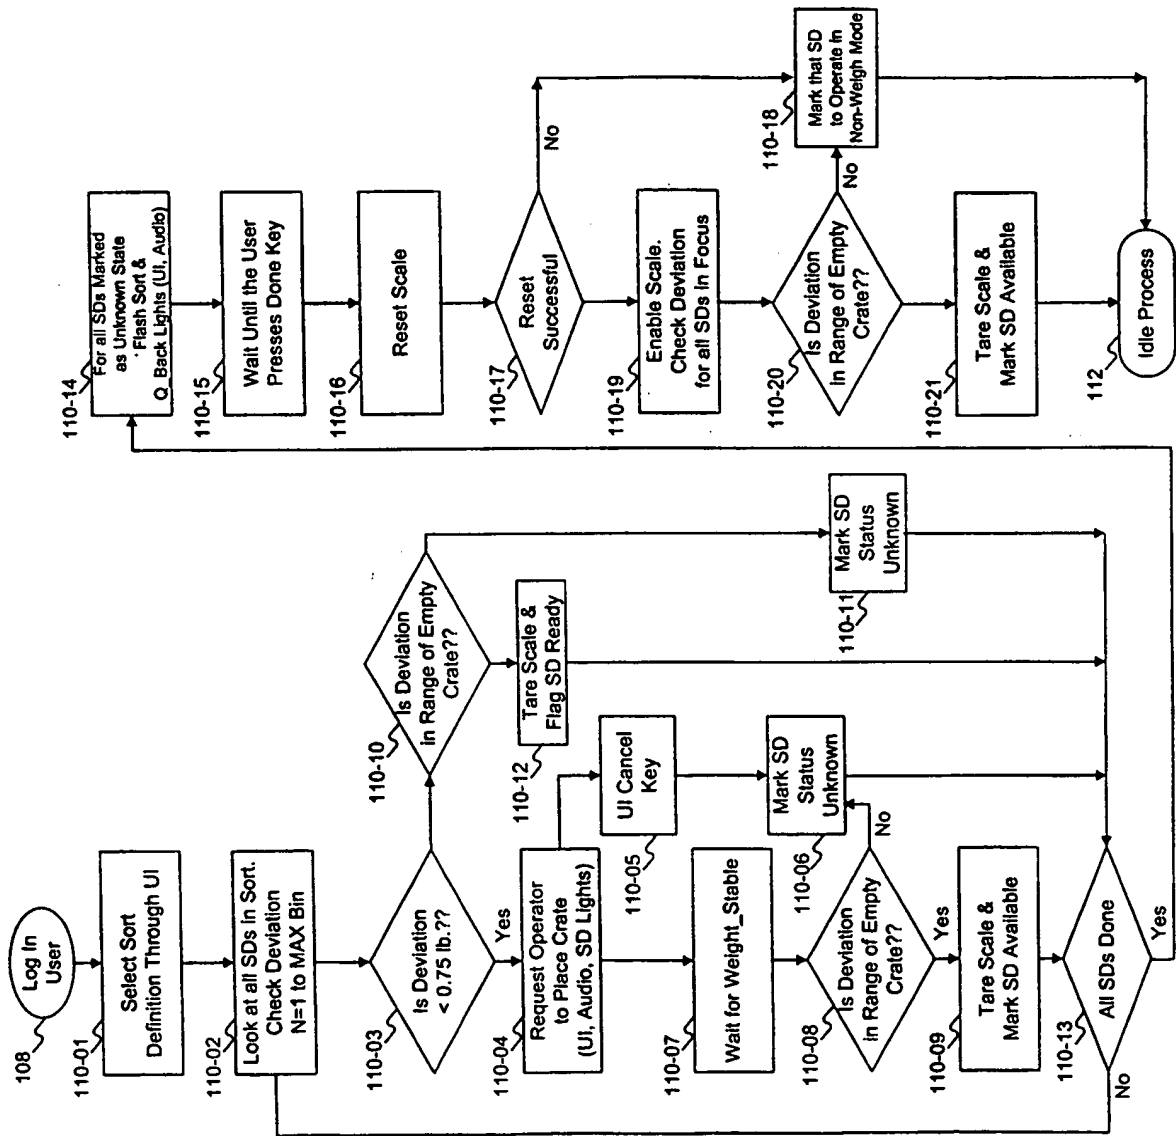 Log In
User
108
Select Sort
Definition Through UI
110-01
Look at all SDs in Sort.
Check Deviation
N=1 to MAX Bin
110-02
Is Deviation
< 0.75 lb.??
110-03
Yes
Request Operator
to Place Crate
(UI, Audio, SD Lights)
110-04
UI Cancel
Key
110-05
Mark SD
Status
Unknown
110-06
Wait for Weight_Stable
110-07
Is Deviation
in Range of Empty
Crate??
110-08
No
Yes
Tare Scale &
Mark SD Available
110-09
Is Deviation
in Range of Empty
Crate??
110-10
Mark SD
Status
Unknown
110-11
Tare Scale &
Flag SD Ready
110-12
All SDs Done
110-13
No
Yes
For all SDs Marked
as Unknown State
Flash Sort &
Q_Back Lights (UI, Audio)
110-14
Wait Until the User
Presses Done Key
110-15
Reset Scale
110-16
Reset
Successful
110-17
No
Mark that SD
to Operate in
Non-Weigh Mode
110-18
Enable Scale.
Check Deviation
for all SDs in Focus
110-19
Is Deviation
in Range of Empty
Crate??
110-20
No
Tare Scale &
Mark SD Available
110-21
Idle Process
112